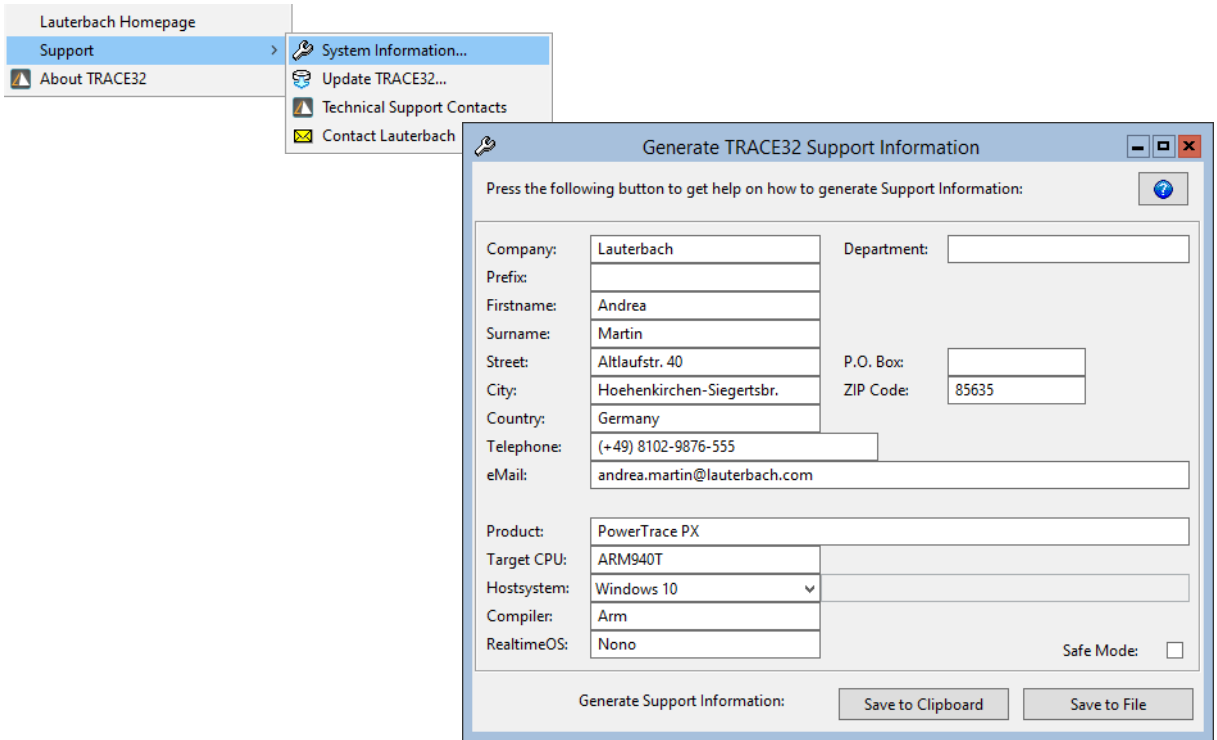 Lauterbach Homepage
Support
About TRACE32
System Information...
Update TRACE32...
Technical Support Contacts
Contact Lauterbach
Generate TRACE32 Support Information
Press the following button to get help on how to generate Support Information:
Company: Lauterbach Department:
Prefix:
Firstname: Andrea
Surname: Martin
Street: Altlaufstr. 40 P.O. Box:
City: Hoehenkirchen-Siegertsbr. ZIP Code: 85635
Country: Germany
Telephone: (+49) 8102-9876-555
eMail: andrea.martin@lauterbach.com
Product: PowerTrace PX
Target CPU: ARM940T
Hostsystem: Windows 10
Compiler: Arm
RealtimeOS: Nono
Safe Mode:
Generate Support Information: Save to Clipboard Save to File